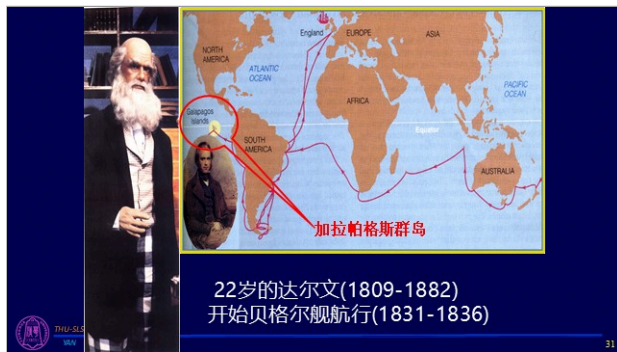 England
EUROPE
ASIA
NORTH
AMERICA
ATLANTIC
OCEAN
PACIFIC
OCEAN
AFRICA
Galapagos
Islands
Equator
SOUTH
AMERICA
AUSTRALIA
加拉帕格斯群岛
22岁的达尔文(1809-1882)
开始贝格尔舰航行(1831-1836)
THU-SLS
YAN
31